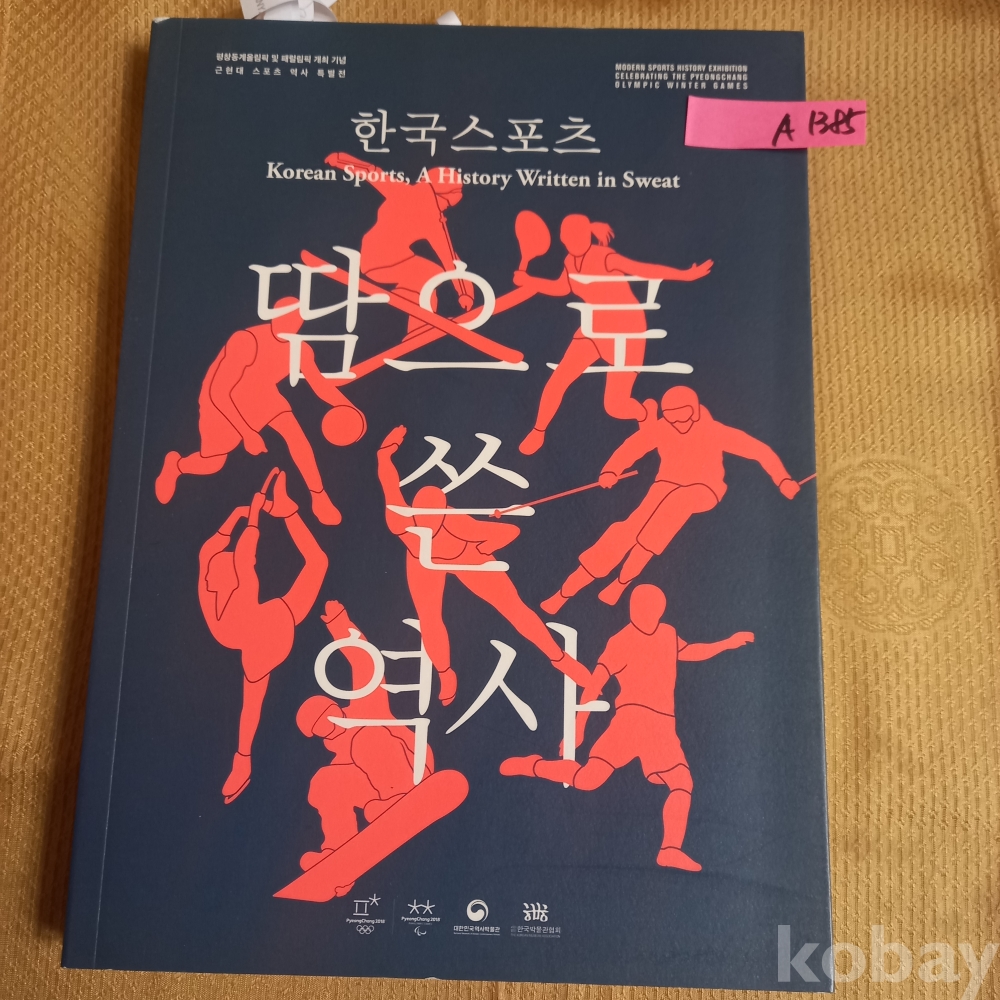 평창동계올림픽 및 패럴림픽 개최 기념
근현대 스포츠 역사 특별전
MODERN SPORTS HISTORY EXHIBITION
CELEBRATING THE PYEONGCHANG
OLYMPIC WINTER GAMES
A 1385
한국스포츠
Korean Sports, A History Written in Sweat
땀으로
쓴
역사
PyeongChang 2018
PyeongChang 2018
대한민국역사박물관
한국박물관협회
kobay